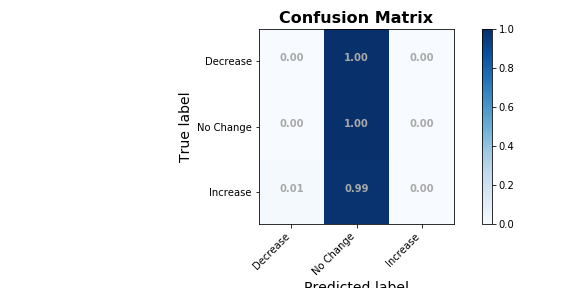 Confusion Matrix
1.0
Decrease 0.00 1.00 0.00
0.8
No Change 0.00 1.00 0.00
0.6
0.4
Increase 0.01 0.99 0.00
0.2
0.0
True label
Decrease No Change Increase
Predicted label